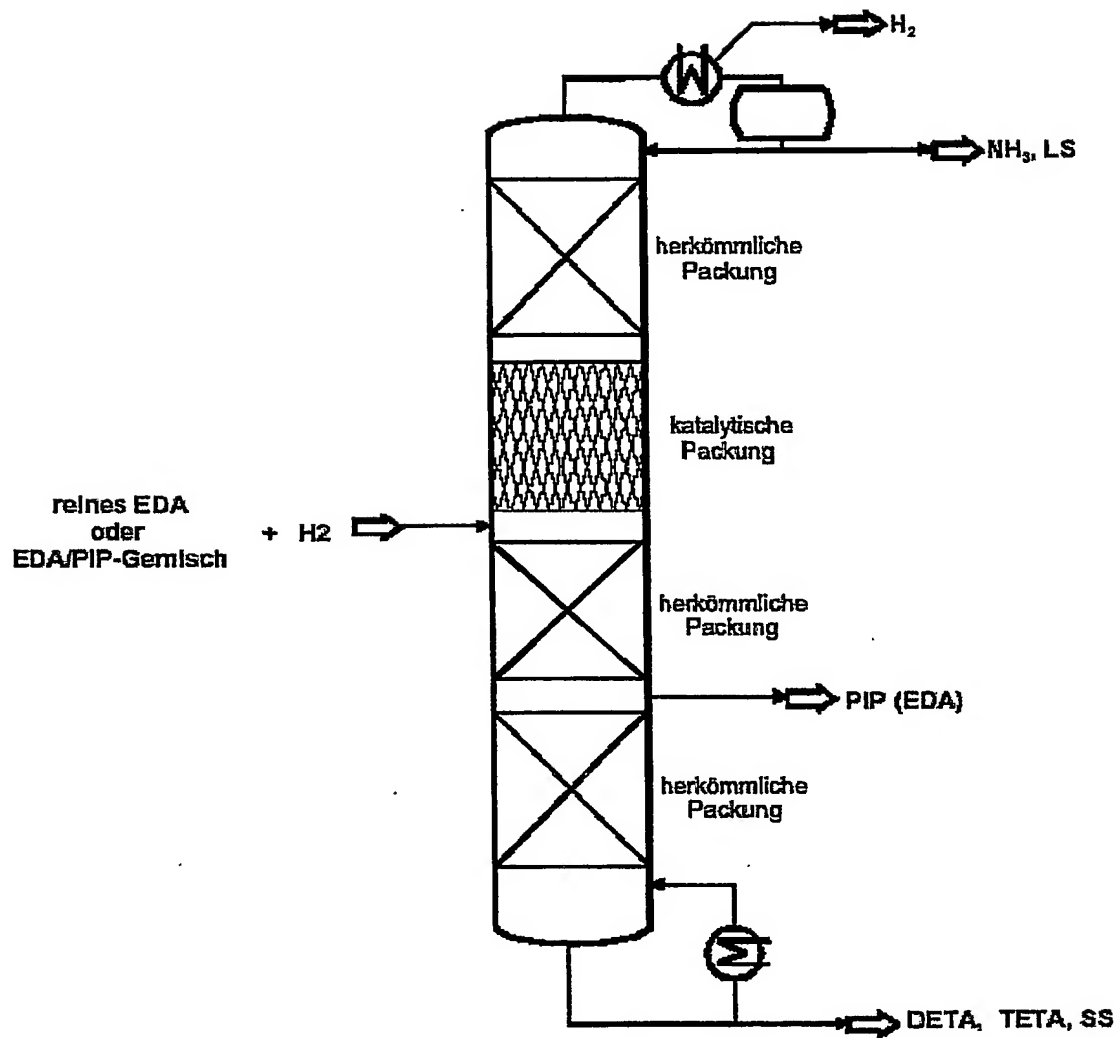 H₂
NH₃, LS
herkömmliche
Packung
katalytische
Packung
reines EDA
oder
EDA/PIP-Gemisch
+ H2
herkömmliche
Packung
PIP (EDA)
herkömmliche
Packung
DETA, TETA, SS